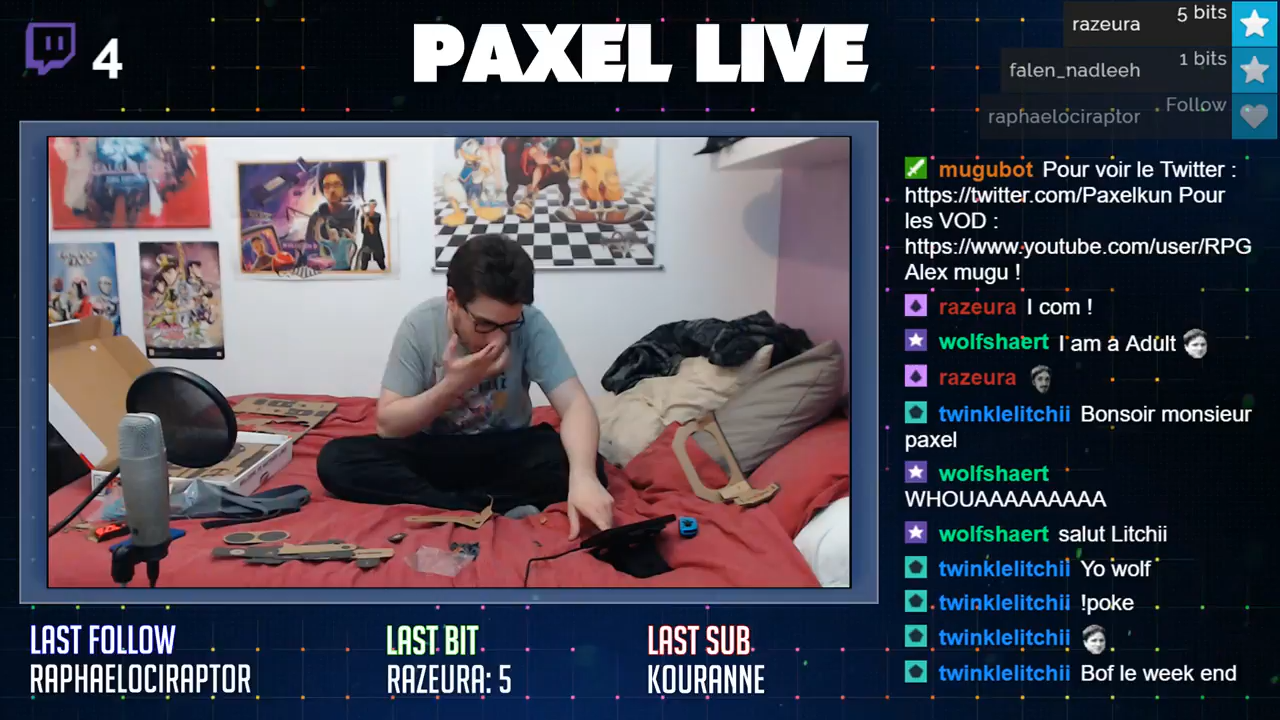 4
PAXEL LIVE
razeura 5 bits
falen_nadleeh 1 bits
raphaelociraptor Follow
mugubot Pour voir le Twitter :
https://twitter.com/Paxelkun Pour
les VOD :
https://www.youtube.com/user/RPG
Alex mugu !
razeura I com !
wolfshaert I am a Adult
razeura
twinklelitchii Bonsoir monsieur
paxel
wolfshaert
WHOUAAAAAAAAA
wolfshaert salut Litchii
twinklelitchii Yo wolf
twinklelitchii !poke
twinklelitchii
twinklelitchii Bof le week end
LAST FOLLOW
RAPHAELOCIRAPTOR
LAST BIT
RAZEURA: 5
LAST SUB
KOURANNE